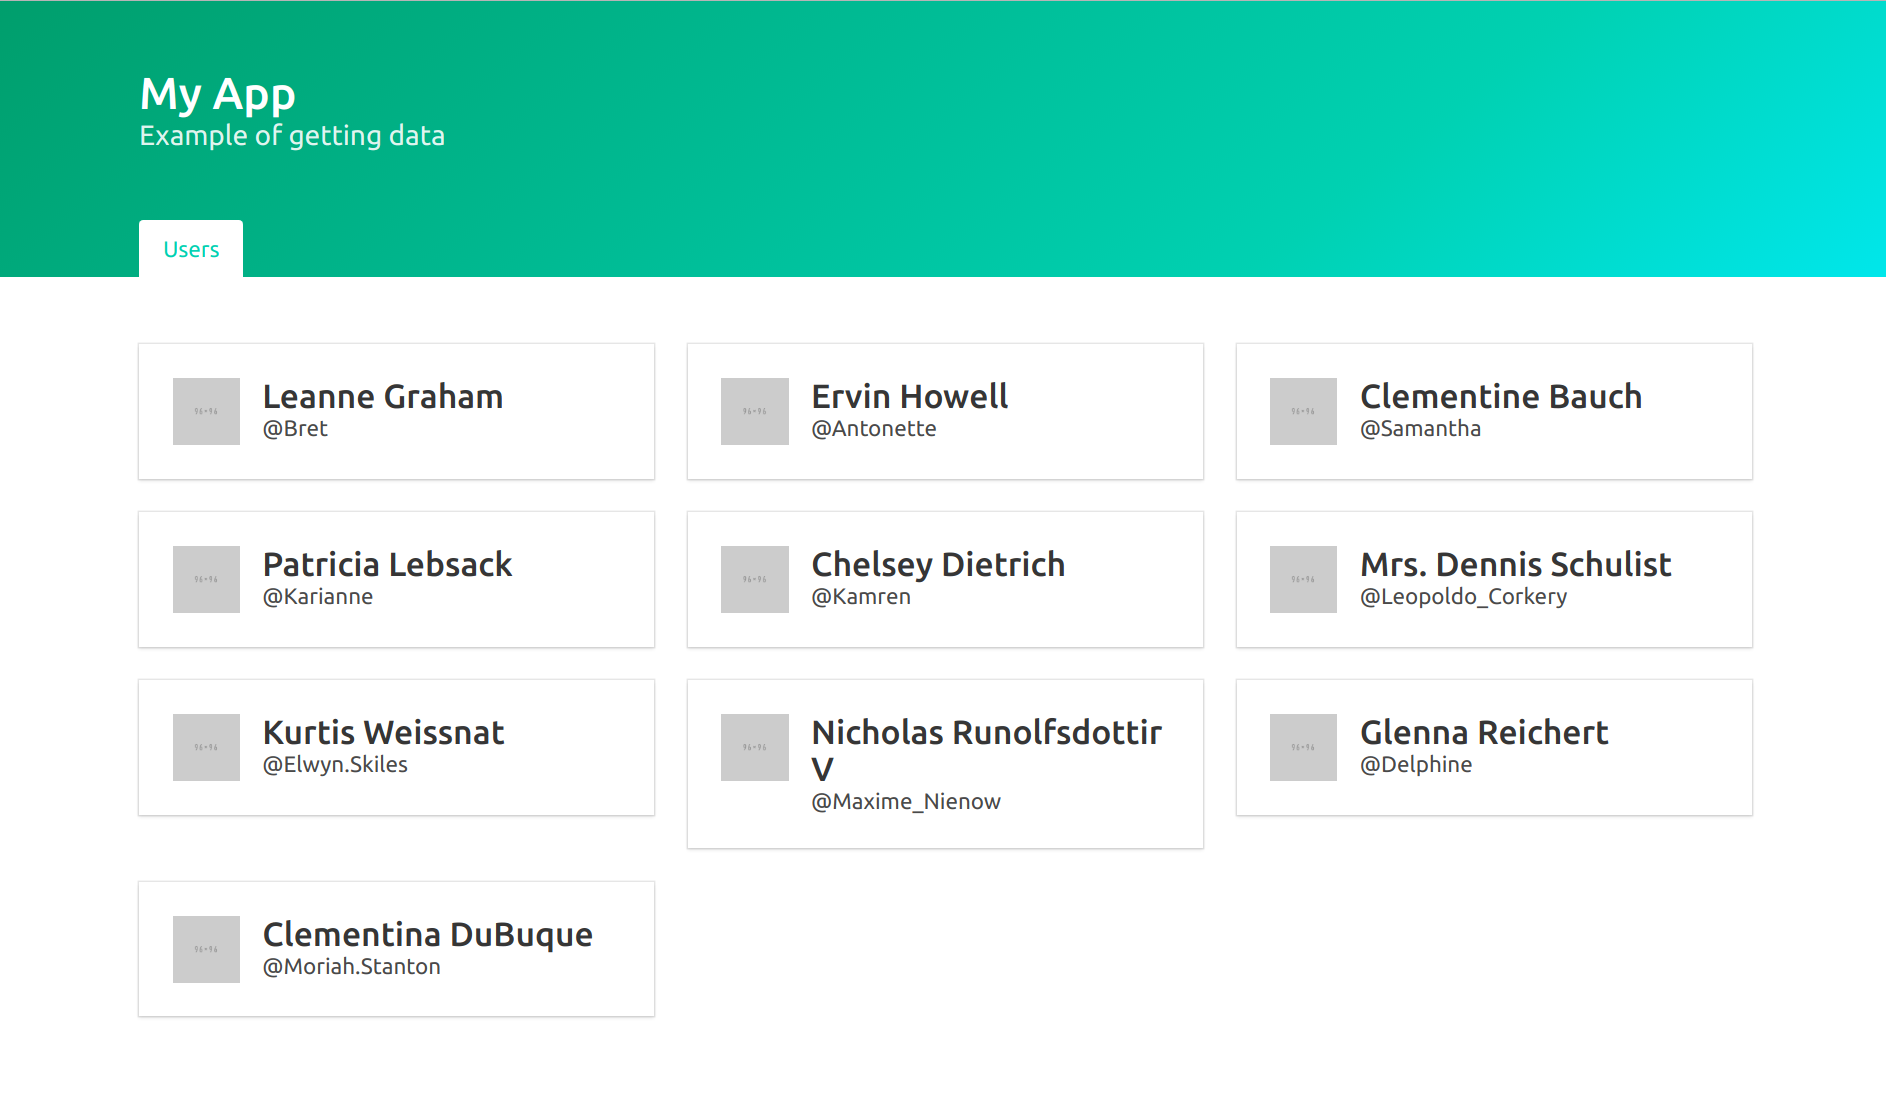 My App
Example of getting data
Users
96×96
Leanne Graham
@Bret
96×96
Ervin Howell
@Antonette
96×96
Clementine Bauch
@Samantha
96×96
Patricia Lebsack
@Karianne
96×96
Chelsey Dietrich
@Kamren
96×96
Mrs. Dennis Schulist
@Leopoldo_Corkery
96×96
Kurtis Weissnat
@Elwyn.Skiles
96×96
Nicholas Runolfsdottir
V
@Maxime_Nienow
96×96
Glenna Reichert
@Delphine
96×96
Clementina DuBuque
@Moriah.Stanton